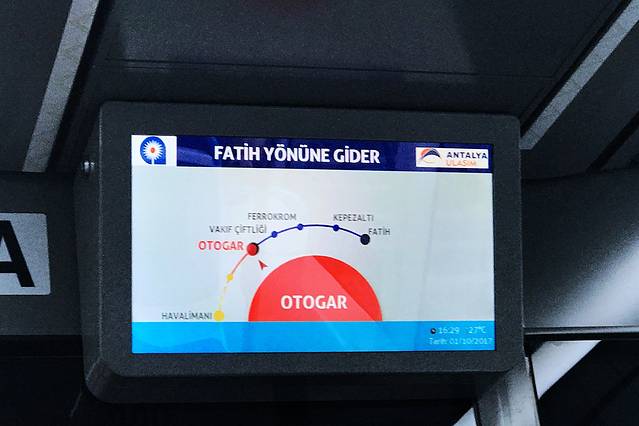 FATİH YÖNÜNE GİDER
ANTALYA
ULAŞIM
FERROKROM
KEPEZALTI
VAKIF ÇİFTLİĞİ
FATİH
OTOGAR
OTOGAR
HAVALİMANI
16:29 27°C
Tarih: 01/10/2017
A